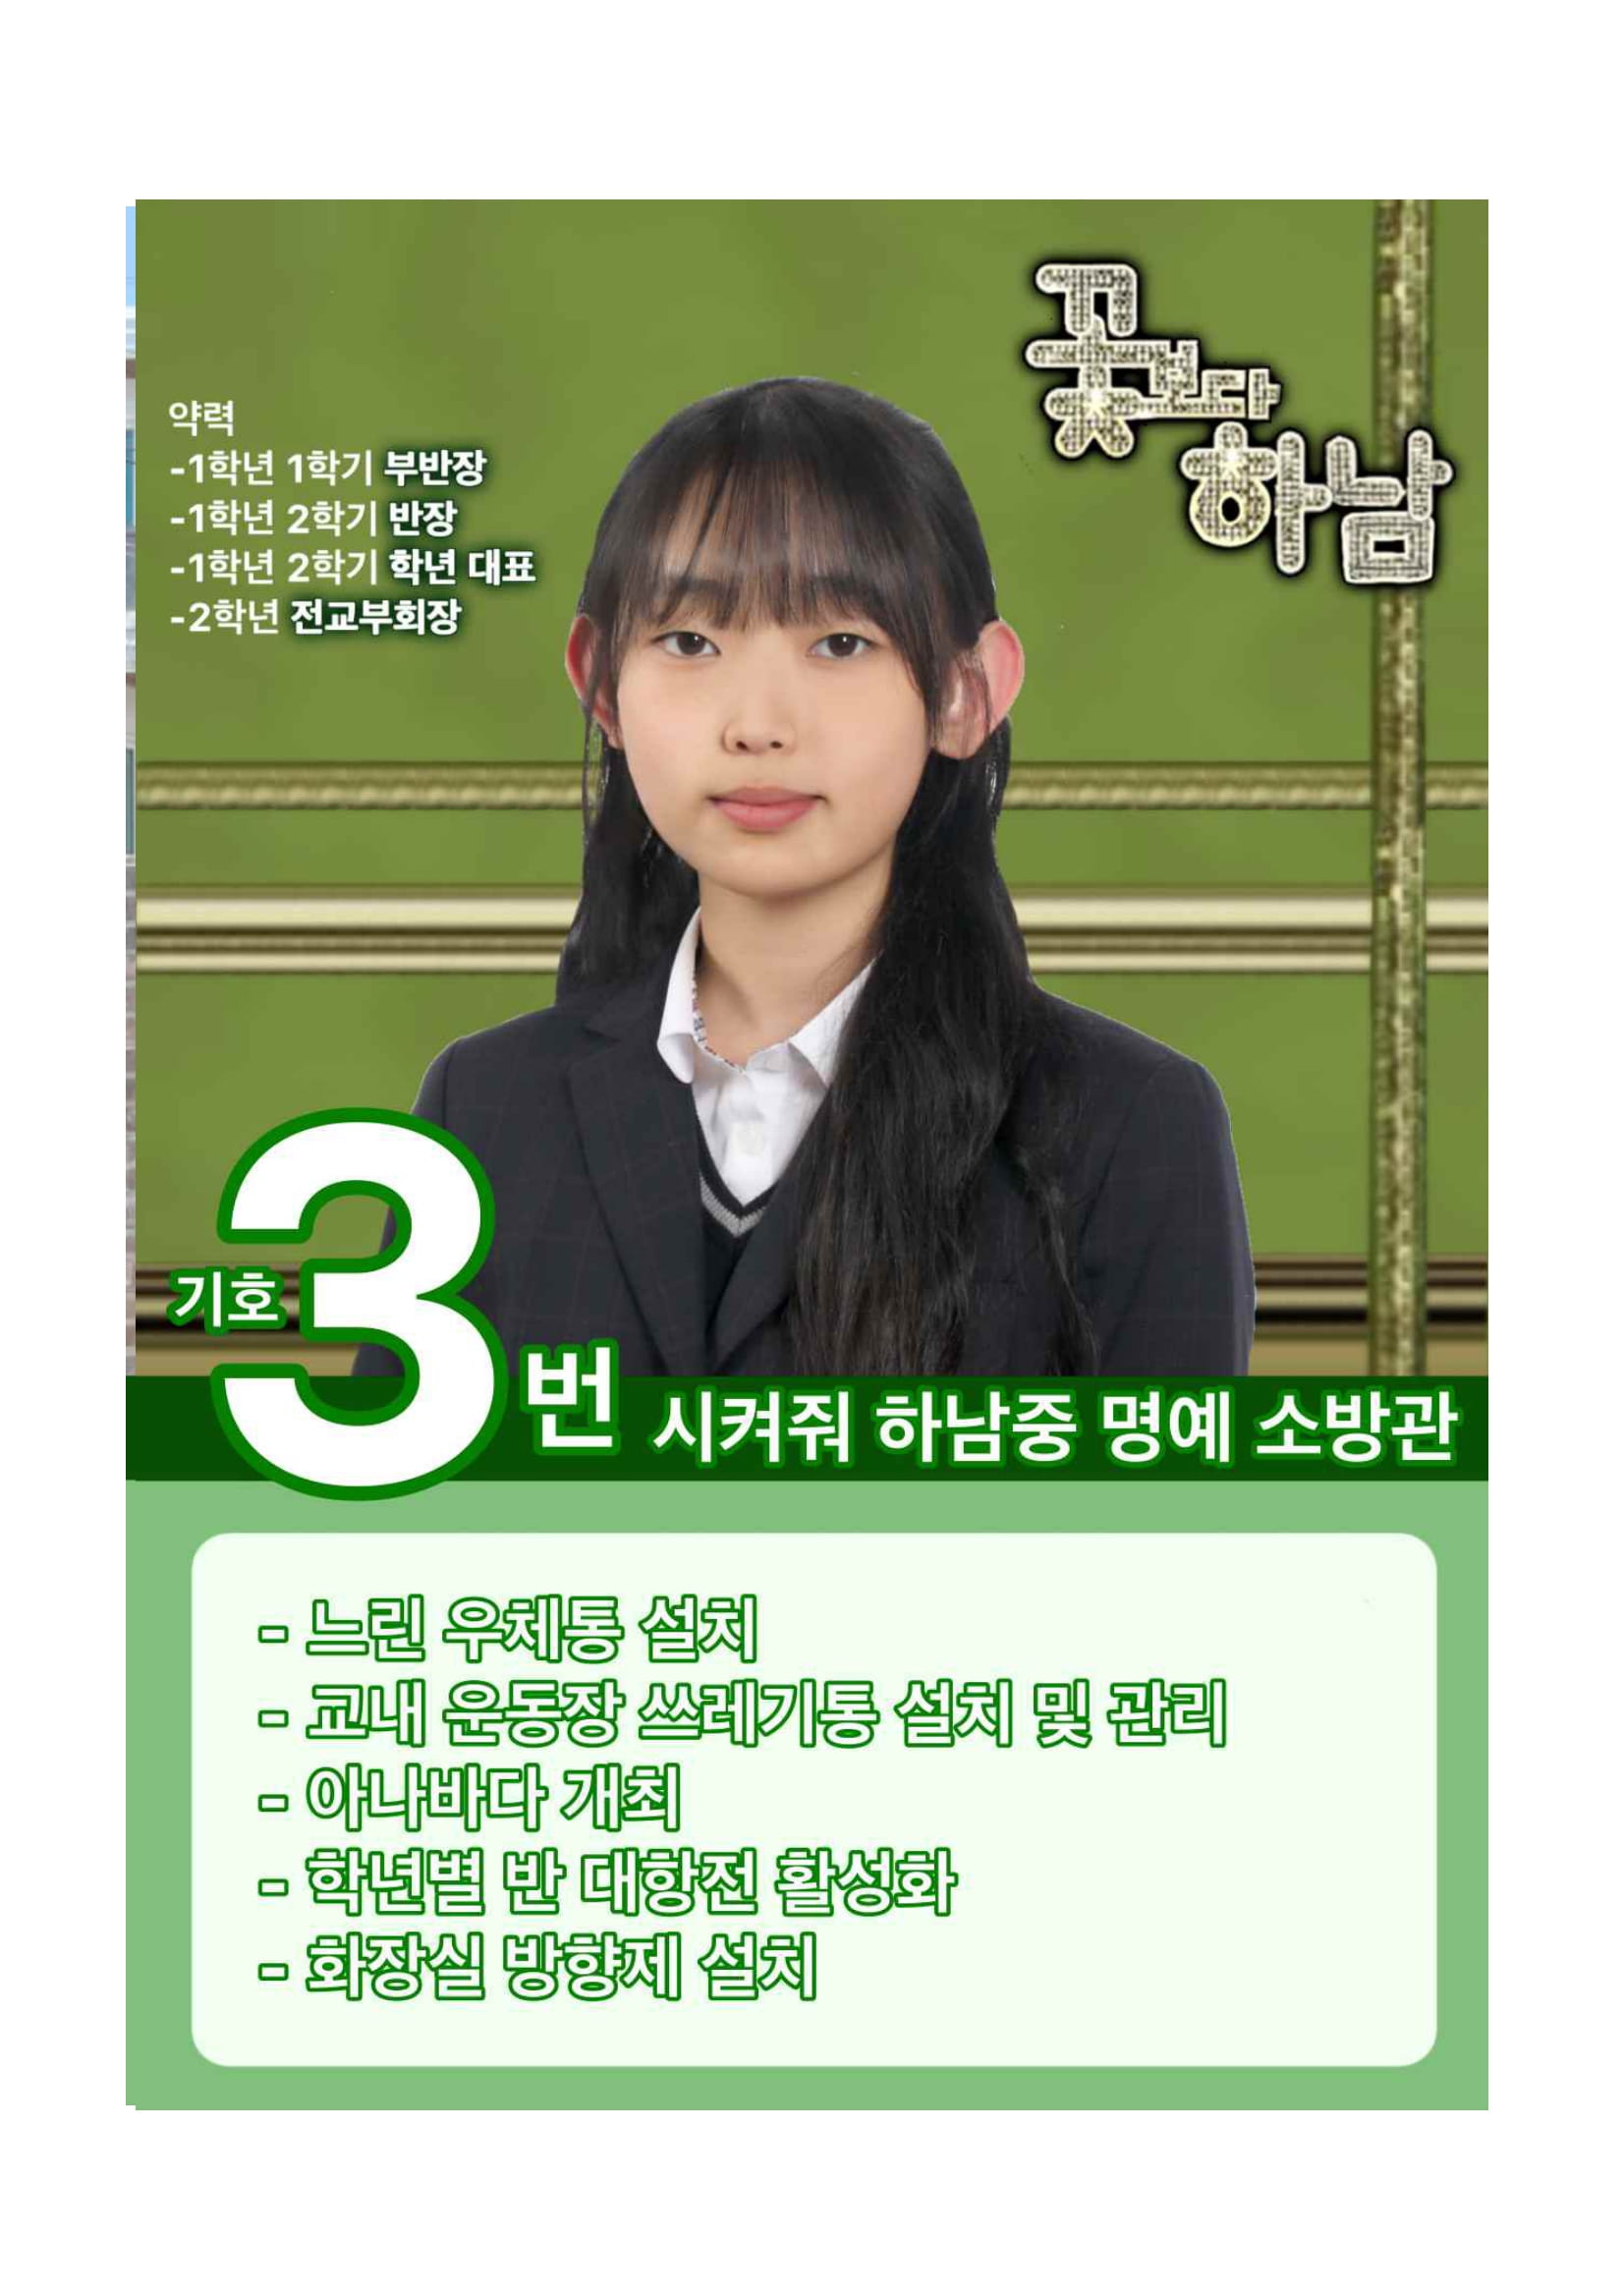 꽃보다
하남
약력
-1학년 1학기 부반장
-1학년 2학기 반장
-1학년 2학기 학년 대표
-2학년 전교부회장
기호 3번
시켜줘 하남중 명예 소방관
- 느린 우체통 설치
- 교내 운동장 쓰레기통 설치 및 관리
- 아나바다 개최
- 학년별 반 대항전 활성화
- 화장실 방향제 설치